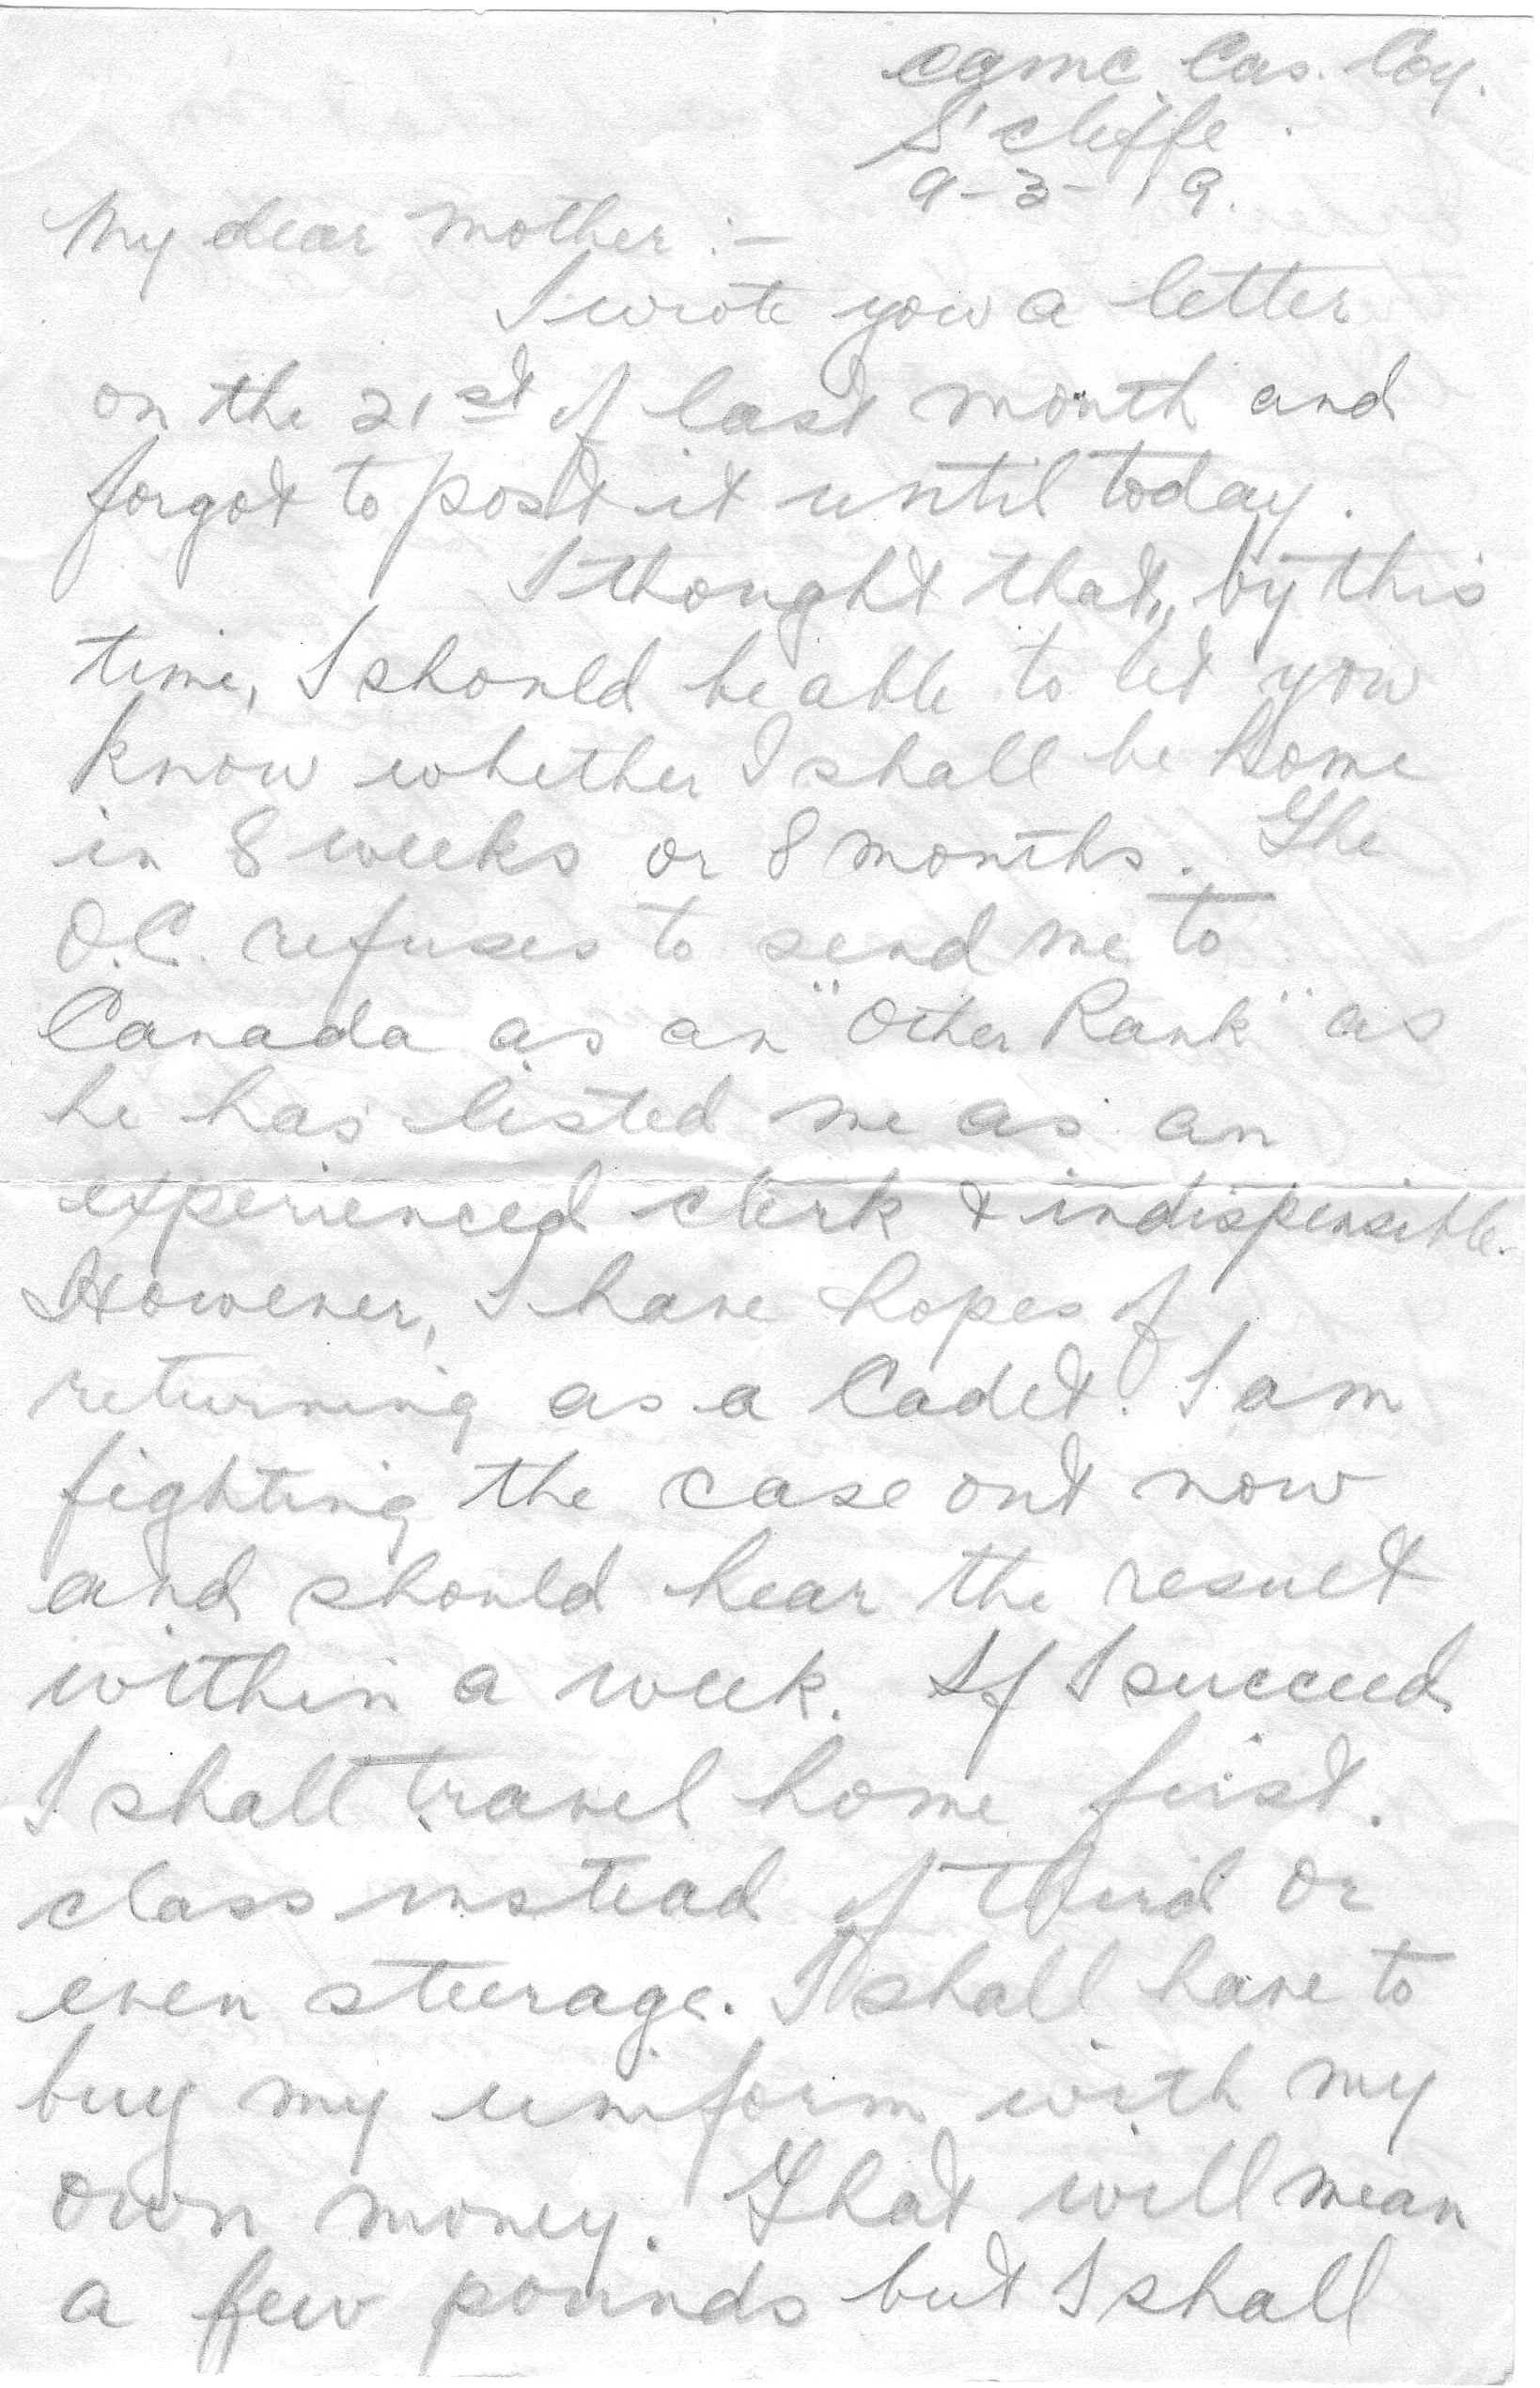 CAMC Cas. Coy.
S'cliffe.
9-3-19.
My dear Mother :-
I wrote you a letter
on the 21st of last month and
forgot to post it until today.
I thought that, by this
time, I should be able to let you
know whether I shall be home
in 8 weeks or 8 months. The
O.C. refuses to send me to
Canada as an "Other Rank" as
he has listed me as an
experienced clerk & indispensible.
However, I have hopes of
returning as a Cadet. I am
fighting the case out now
and should hear the result
within a week. If I succeed
I shall travel home first.
class instead of third or
even steerage. I shall have to
buy my uniform with my
own money. That will mean
a few pounds but I shall